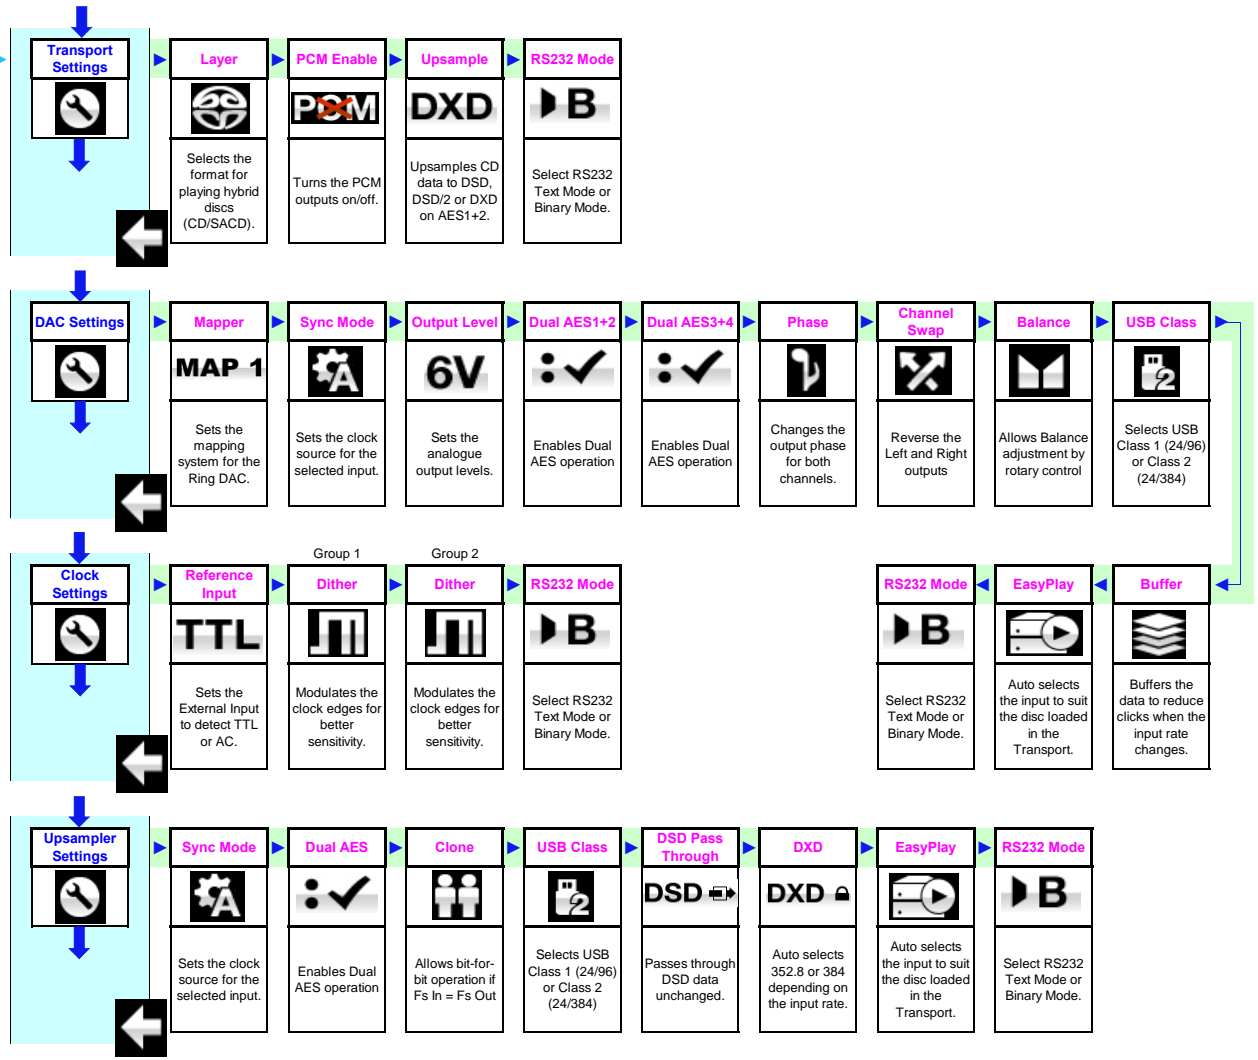 Transport
Settings
Layer
PCM Enable
Upsample
RS232 Mode
PCM
DXD
B
Selects the
format for
playing hybrid
discs
(CD/SACD).
Turns the PCM
outputs on/off.
Upsamples CD
data to DSD,
DSD/2 or DXD
on AES1+2.
Select RS232
Text Mode or
Binary Mode.
DAC Settings
Mapper
Sync Mode
Output Level
Dual AES1+2
Dual AES3+4
Phase
Channel
Swap
Balance
USB Class
MAP 1
A
6V
2
Sets the
mapping
system for the
Ring DAC.
Sets the clock
source for the
selected input.
Sets the
analogue
output levels.
Enables Dual
AES operation
Enables Dual
AES operation
Changes the
output phase
for both
channels.
Reverse the
Left and Right
outputs
Allows Balance
adjustment by
rotary control
Selects USB
Class 1 (24/96)
or Class 2
(24/384)
Group 1
Group 2
Clock
Settings
Reference
Input
Dither
Dither
RS232 Mode
RS232 Mode
EasyPlay
Buffer
TTL
B
B
Sets the
External Input
to detect TTL
or AC.
Modulates the
clock edges for
better
sensitivity.
Modulates the
clock edges for
better
sensitivity.
Select RS232
Text Mode or
Binary Mode.
Select RS232
Text Mode or
Binary Mode.
Auto selects
the input to suit
the disc loaded
in the
Transport.
Buffers the
data to reduce
clicks when the
input rate
changes.
Upsampler
Settings
Sync Mode
Dual AES
Clone
USB Class
DSD Pass
Through
DXD
EasyPlay
RS232 Mode
A
2
DSD
DXD
B
Sets the clock
source for the
selected input.
Enables Dual
AES operation
Allows bit-for-
bit operation if
Fs In = Fs Out
Selects USB
Class 1 (24/96)
or Class 2
(24/384)
Passes through
DSD data
unchanged.
Auto selects
352.8 or 384
depending on
the input rate.
Auto selects
the input to suit
the disc loaded
in the
Transport.
Select RS232
Text Mode or
Binary Mode.